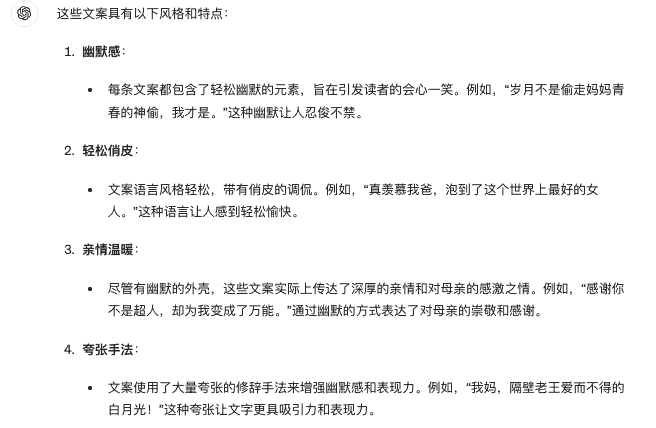 这些文案具有以下风格和特点：
1. 幽默感：
• 每条文案都包含了轻松幽默的元素，旨在引发读者的会心一笑。例如，“岁月不是偷走妈妈青
春的神偷，我才是。”这种幽默让人忍俊不禁。
2. 轻松俏皮：
• 文案语言风格轻松，带有俏皮的调侃。例如，“真羡慕我爸，泡到了这个世界上最好的女
人。”这种语言让人感到轻松愉快。
3. 亲情温暖：
• 尽管有幽默的外壳，这些文案实际上传达了深厚的亲情和对母亲的感激之情。例如，“感谢你
不是超人，却为我变成了万能。”通过幽默的方式表达了对母亲的崇敬和感谢。
4. 夸张手法：
• 文案使用了大量夸张的修辞手法来增强幽默感和表现力。例如，“我妈，隔壁老王爱而不得的
白月光！”这种夸张让文字更具吸引力和表现力。